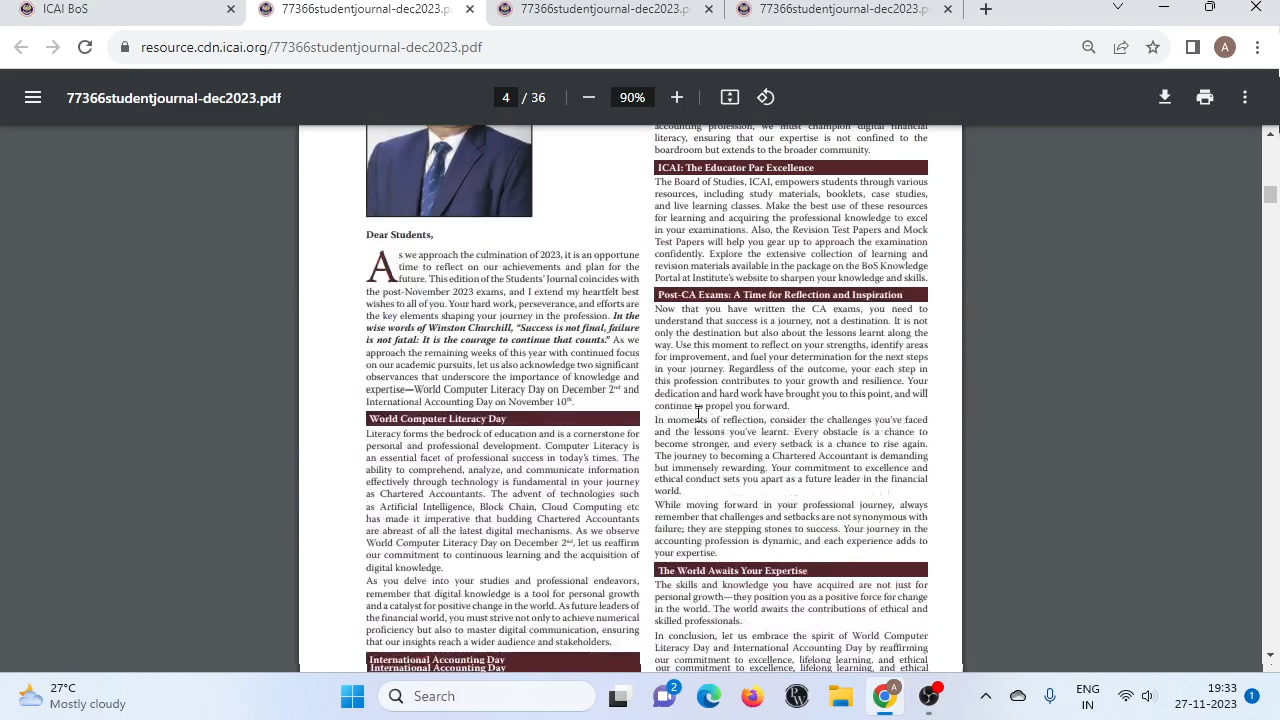 ICAI BoS
77366studentjournal-dec2023.p
77366studentjournal-dec2023.p
77366studentjournal-dec2023.p
resource.cdn.icai.org/77366studentjournal-dec2023.pdf
A
77366studentjournal-dec2023.pdf
4 / 36
90%
Dear Students,
As we approach the culmination of 2023, it is an opportune
time to reflect on our achievements and plan for the
future. This edition of the Students' Journal coincides with
the post-November 2023 exams, and I extend my heartfelt best
wishes to all of you. Your hard work, perseverance, and efforts are
the key elements shaping your journey in the profession. In the
wise words of Winston Churchill, "Success is not final, failure
is not fatal: It is the courage to continue that counts." As we
approach the remaining weeks of this year with continued focus
on our academic pursuits, let us also acknowledge two significant
observances that underscore the importance of knowledge and
expertise—World Computer Literacy Day on December 2nd and
International Accounting Day on November 10th.
World Computer Literacy Day
Literacy forms the bedrock of education and is a cornerstone for
personal and professional development. Computer Literacy is
an essential facet of professional success in today's times. The
ability to comprehend, analyze, and communicate information
effectively through technology is fundamental in your journey
as Chartered Accountants. The advent of technologies such
as Artificial Intelligence, Block Chain, Cloud Computing etc
has made it imperative that budding Chartered Accountants
are abreast of all the latest digital mechanisms. As we observe
World Computer Literacy Day on December 2nd, let us reaffirm
our commitment to continuous learning and the acquisition of
digital knowledge.
As you delve into your studies and professional endeavors,
remember that digital knowledge is a tool for personal growth
and a catalyst for positive change in the world. As future leaders of
the financial world, you must strive not only to achieve numerical
proficiency but also to master digital communication, ensuring
that our insights reach a wider audience and stakeholders.
International Accounting Day
International Accounting Day
accounting profession, we must champion digital financial
literacy, ensuring that our expertise is not confined to the
boardroom but extends to the broader community.
ICAI: The Educator Par Excellence
The Board of Studies, ICAI, empowers students through various
resources, including study materials, booklets, case studies,
and live learning classes. Make the best use of these resources
for learning and acquiring the professional knowledge to excel
in your examinations. Also, the Revision Test Papers and Mock
Test Papers will help you gear up to approach the examination
confidently. Explore the extensive collection of learning and
revision materials available in the package on the BoS Knowledge
Portal at Institute's website to sharpen your knowledge and skills.
Post-CA Exams: A Time for Reflection and Inspiration
Now that you have written the CA exams, you need to
understand that success is a journey, not a destination. It is not
only the destination but also about the lessons learnt along the
way. Use this moment to reflect on your strengths, identify areas
for improvement, and fuel your determination for the next steps
in your journey. Regardless of the outcome, your each step in
this profession contributes to your growth and resilience. Your
dedication and hard work have brought you to this point, and will
continue to propel you forward.
In moments of reflection, consider the challenges you've faced
and the lessons you've learnt. Every obstacle is a chance to
become stronger, and every setback is a chance to rise again.
The journey to becoming a Chartered Accountant is demanding
but immensely rewarding. Your commitment to excellence and
ethical conduct sets you apart as a future leader in the financial
world.
While moving forward in your professional journey, always
remember that challenges and setbacks are not synonymous with
failure; they are stepping stones to success. Your journey in the
accounting profession is dynamic, and each experience adds to
your expertise.
The World Awaits Your Expertise
The skills and knowledge you have acquired are not just for
personal growth—they position you as a positive force for change
in the world. The world awaits the contributions of ethical and
skilled professionals.
In conclusion, let us embrace the spirit of World Computer
Literacy Day and International Accounting Day by reaffirming
our commitment to excellence, lifelong learning, and ethical
our commitment to excellence, lifelong learning, and ethical
27°C
Mostly cloudy
Search
2
A
ENG
IN
19:33
27-11-2023
1